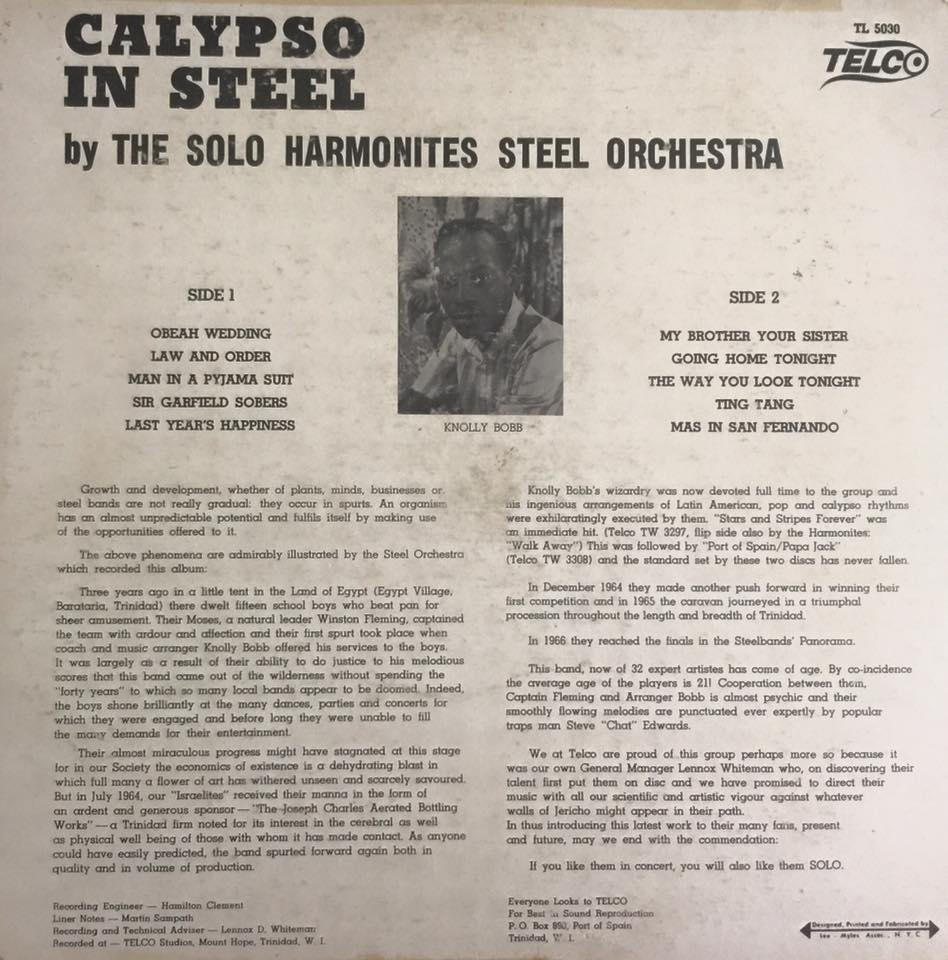 CALYPSO
IN STEEL
TL 5030
TELCO
by THE SOLO HARMONITES STEEL ORCHESTRA
SIDE 1
OBEAH WEDDING
LAW AND ORDER
MAN IN A PYJAMA SUIT
SIR GARFIELD SOBERS
LAST YEAR'S HAPPINESS
KNOLLY BOBB
SIDE 2
MY BROTHER YOUR SISTER
GOING HOME TONIGHT
THE WAY YOU LOOK TONIGHT
TING TANG
MAS IN SAN FERNANDO
Growth and development, whether of plants, minds, businesses or
steel bands are not really gradual: they occur in spurts. An organism
has an almost unpredictable potential and fulfils itself by making use
of the opportunities offered to it.
The above phenomena are admirably illustrated by the Steel Orchestra
which recorded this album:
Three years ago in a little tent in the Land of Egypt (Egypt Village,
Barataria, Trinidad) there dwelt fifteen school boys who beat pan for
sheer amusement. Their Moses, a natural leader Winston Fleming, captained
the team with ardour and affection and their first spurt took place when
coach and music arranger Knolly Bobb offered his services to the boys.
It was largely as a result of their ability to do justice to his melodious
scores that this band came out of the wilderness without spending the
"forty years" to which so many local bands appear to be doomed. Indeed,
the boys shone brilliantly at the many dances, parties and concerts for
which they were engaged and before long they were unable to fill
the many demands for their entertainment.
Their almost miraculous progress might have stagnated at this stage
for in our Society the economics of existence is a dehydrating blast in
which full many a flower of art has withered unseen and scarcely savoured.
But in July 1964, our "Israelites" received their manna in the form of
an ardent and generous sponsor — "The Joseph Charles Aerated Bottling
Works" — a Trinidad firm noted for its interest in the cerebral as well
as physical well being of those with whom it has made contact. As anyone
could have easily predicted, the band spurted forward again both in
quality and in volume of production.
Knolly Bobb's wizardry was now devoted full time to the group and
his ingenious arrangements of Latin American, pop and calypso rhythms
were exhilaratingly executed by them. "Stars and Stripes Forever" was
an immediate hit. (Telco TW 3297, flip side also by the Harmonites:
"Walk Away") This was followed by "Port of Spain/Papa Jack"
(Telco TW 3308) and the standard set by these two discs has never fallen.
In December 1964 they made another push forward in winning their
first competition and in 1965 the caravan journeyed in a triumphal
procession throughout the length and breadth of Trinidad.
In 1966 they reached the finals in the Steelbands' Panorama.
This band, now of 32 expert artistes has come of age. By co-incidence
the average age of the players is 21! Cooperation between them,
Captain Fleming and Arranger Bobb is almost psychic and their
smoothly flowing melodies are punctuated ever expertly by popular
traps man Steve "Chat" Edwards.
We at Telco are proud of this group perhaps more so because it
was our own General Manager Lennox Whiteman who, on discovering their
talent first put them on disc and we have promised to direct their
music with all our scientific and artistic vigour against whatever
walls of Jericho might appear in their path.
In thus introducing this latest work to their many fans, present
and future, may we end with the commendation:
If you like them in concert, you will also like them SOLO.
Recording Engineer — Hamilton Clement
Liner Notes — Martin Sampath
Recording and Technical Adviser — Lennox D. Whiteman
Recorded at — TELCO Studios, Mount Hope, Trinidad, W. I.
Everyone Looks to TELCO
For Best in Sound Reproduction
P. O. Box 890, Port of Spain
Trinidad, W. I.
Designed, Printed and Fabricated by
Lee - Myles Assoc., N Y C